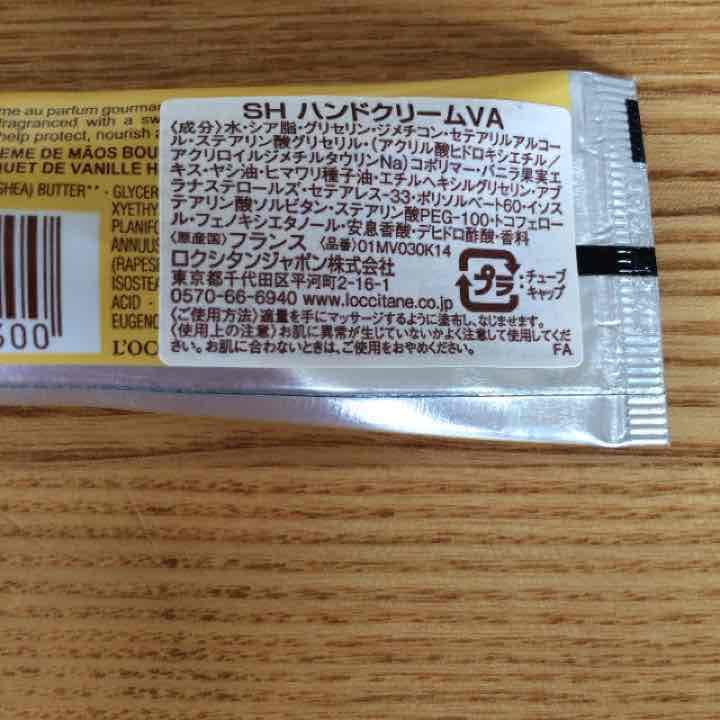 me au parfum gourma
fragranced with a sw
help protect, nourish a
EME DE MÃOS BOU
QUET DE VANILLE H
SHEA) BUTTER** - GLYCER
XYETHY
PLANIFO
ANNUUS
(RAPES
ISOSTEA
ACID -
EUGENO
L'OC
500
SH ハンドクリームVA
〈成分〉水・シア脂・グリセリン・ジメチコン・セテアリルアルコー
ル・ステアリン酸グリセリル・(アクリル酸ヒドロキシエチル/
アクリロイルジメチルタウリンNa)コポリマー・バニラ果実エ
キス・ヤシ油・ヒマワリ種子油・エチルヘキシルグリセリン・アブ
ラナステロールズ・セテアレス-33・ポリソルベート60・イソス
テアリン酸ソルビタン・ステアリン酸PEG-100・トコフェロー
ル・フェノキシエタノール・安息香酸・デヒドロ酢酸・香料
〈原産国〉フランス 〈品番〉01MV030K14
ロクシタンジャポン株式会社
東京都千代田区平河町2-16-1
0570-66-6940 www.loccitane.co.jp
プラ :チューブ
キャップ
〈ご使用方法〉適量を手にマッサージするように塗布し、なじませます。
〈使用上の注意〉お肌に異常が生じていないかよく注意して使用してくだ
さい。お肌に合わないときは、ご使用をおやめください。 FA